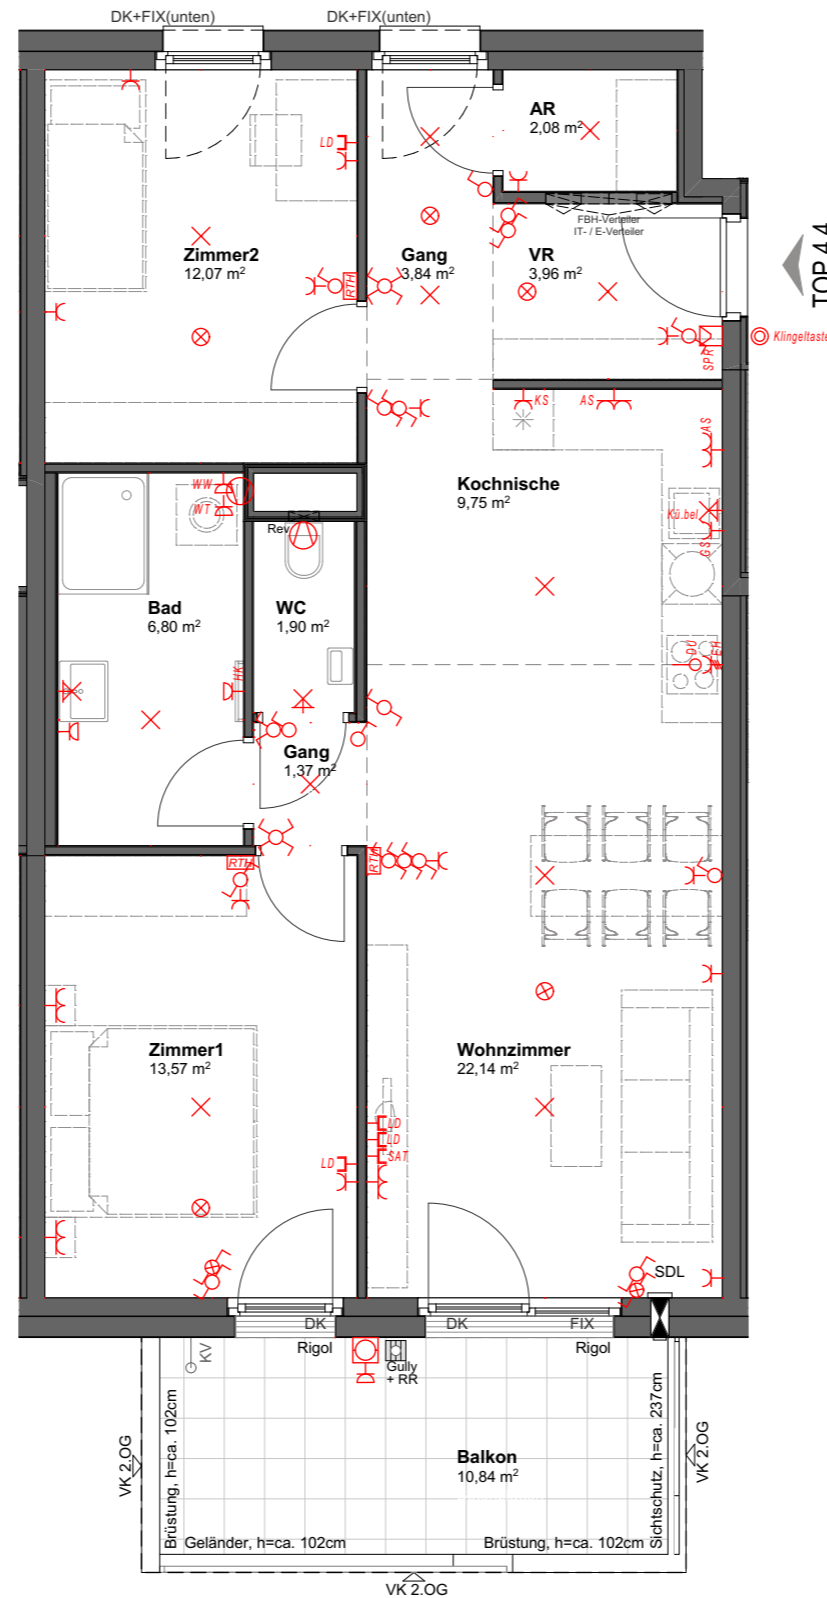 DK+FIX(unten)
DK+FIX(unten)
AR
2,08 m²
LD
FBH-Verteiler
IT- / E-Verteiler
Zimmer2
12,07 m²
Gang
3,84 m²
VR
3,96 m²
TOP 4.4
RTH
SPR
Klingeltaste
KS
AS
AS
Kochnische
9,75 m²
WW
WT
Rev
Kü.bel
GS
Bad
6,80 m²
WC
1,90 m²
HK
DÜ
EH
Gang
1,37 m²
RTH
RTH
Zimmer1
13,57 m²
Wohnzimmer
22,14 m²
LD
LD
SAT
LD
SDL
DK
DK
FIX
Rigol
Rigol
KV
Gully
+ RR
Brüstung, h=ca. 102cm
Sichtschutz, h=ca. 237cm
VK 2.OG
VK 2.OG
Balkon
10,84 m²
Geländer, h=ca. 102cm
Brüstung, h=ca. 102cm
VK 2.OG